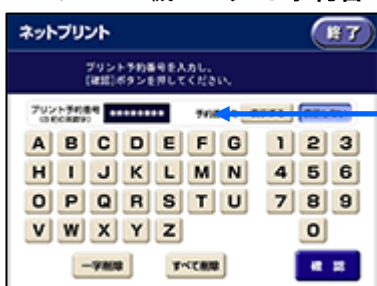 ネットプリント 終了
プリント予約番号を入力し、
[確認]ボタンを押してください。
プリント予約番号 ********
A B C D E F G 1 2 3
H I J K L M N 4 5 6
O P Q R S T U 7 8 9
V W X Y Z 0
一字削除 すべて削除 確認